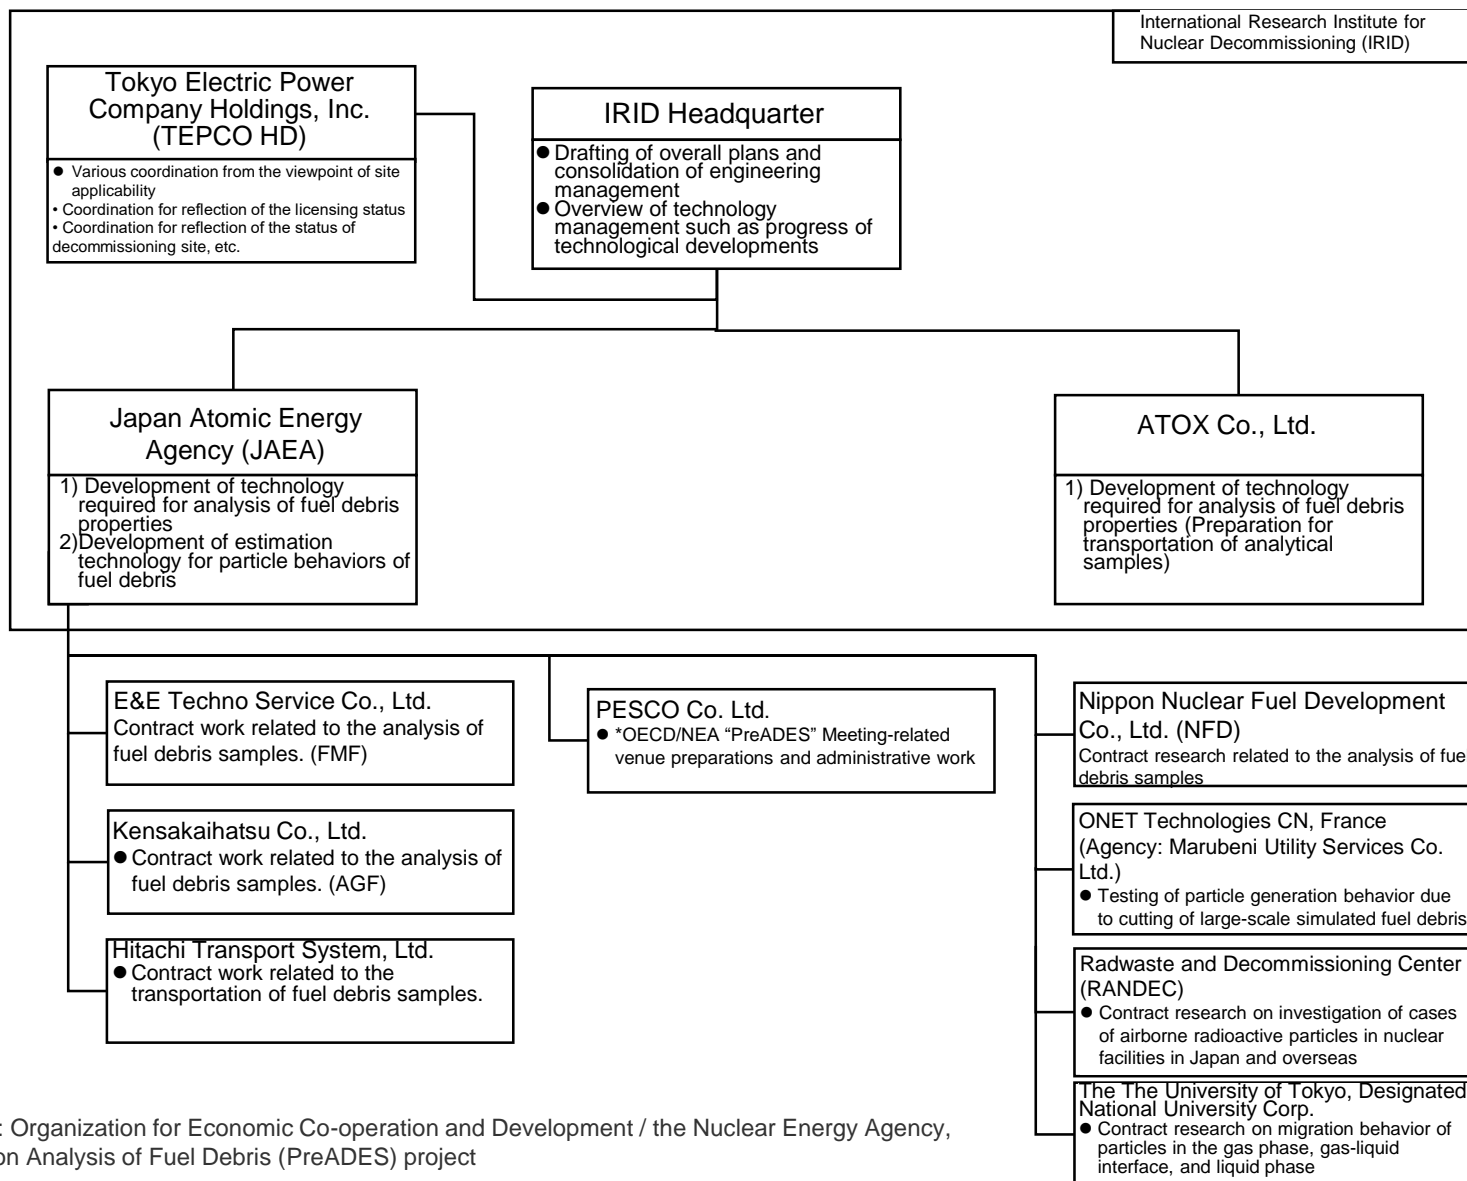 International Research Institute for
Nuclear Decommissioning (IRID)
Tokyo Electric Power
Company Holdings, Inc.
(TEPCO HD)
● Various coordination from the viewpoint of site
applicability
• Coordination for reflection of the licensing status
• Coordination for reflection of the status of
decommissioning site, etc.
IRID Headquarter
● Drafting of overall plans and
consolidation of engineering
management
● Overview of technology
management such as progress of
technological developments
Japan Atomic Energy
Agency (JAEA)
1) Development of technology
required for analysis of fuel debris
properties
2)Development of estimation
technology for particle behaviors of
fuel debris
ATOX Co., Ltd.
1) Development of technology
required for analysis of fuel debris
properties (Preparation for
transportation of analytical
samples)
E&E Techno Service Co., Ltd.
Contract work related to the analysis of
fuel debris samples. (FMF)
Kensakaihatsu Co., Ltd.
● Contract work related to the analysis of
fuel debris samples. (AGF)
Hitachi Transport System, Ltd.
● Contract work related to the
transportation of fuel debris samples.
PESCO Co. Ltd.
● *OECD/NEA “PreADES” Meeting-related
venue preparations and administrative work
Nippon Nuclear Fuel Development
Co., Ltd. (NFD)
Contract research related to the analysis of fuel
debris samples
ONET Technologies CN, France
(Agency: Marubeni Utility Services Co.
Ltd.)
● Testing of particle generation behavior due
to cutting of large-scale simulated fuel debris
Radwaste and Decommissioning Center
(RANDEC)
● Contract research on investigation of cases
of airborne radioactive particles in nuclear
facilities in Japan and overseas
The The University of Tokyo, Designated
National University Corp.
● Contract research on migration behavior of
particles in the gas phase, gas-liquid
interface, and liquid phase
: Organization for Economic Co-operation and Development / the Nuclear Energy Agency,
on Analysis of Fuel Debris (PreADES) project